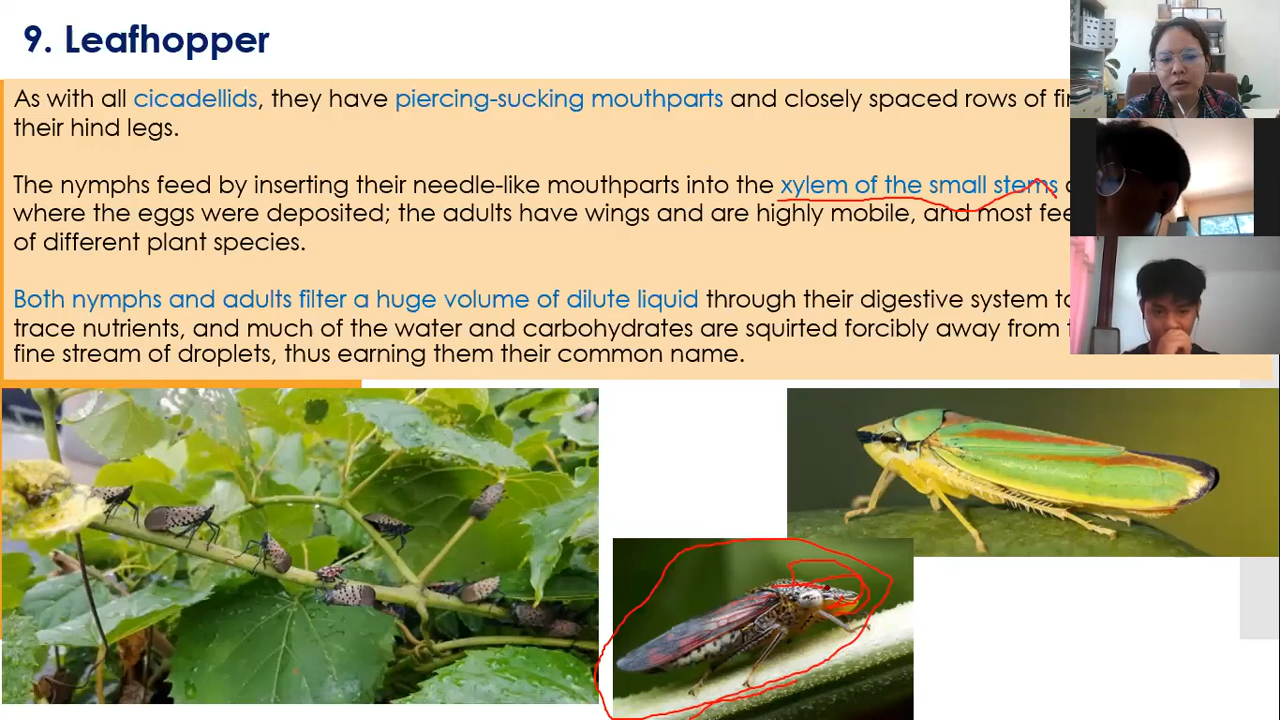 9. Leafhopper
As with all cicadellids, they have piercing-sucking mouthparts and closely spaced rows of
their hind legs.
The nymphs feed by inserting their needle-like mouthparts into the xylem of the small stems
where the eggs were deposited; the adults have wings and are highly mobile, and most
of different plant species.
Both nymphs and adults filter a huge volume of dilute liquid through their digestive system
trace nutrients, and much of the water and carbohydrates are squirted forcibly away from
fine stream of droplets, thus earning them their common name.